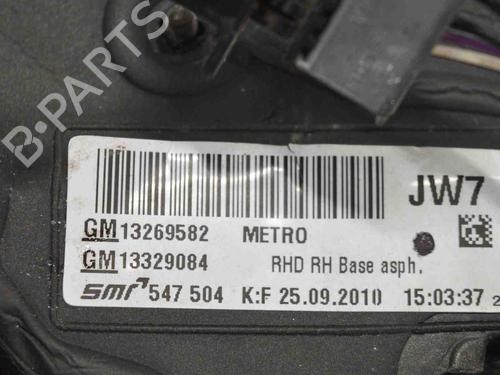 B-PARTS
JW7
GM13269582 METRO
GM13329084 RHD RH Base asph.
smr 547 504 K:F 25.09.2010 15:03:37